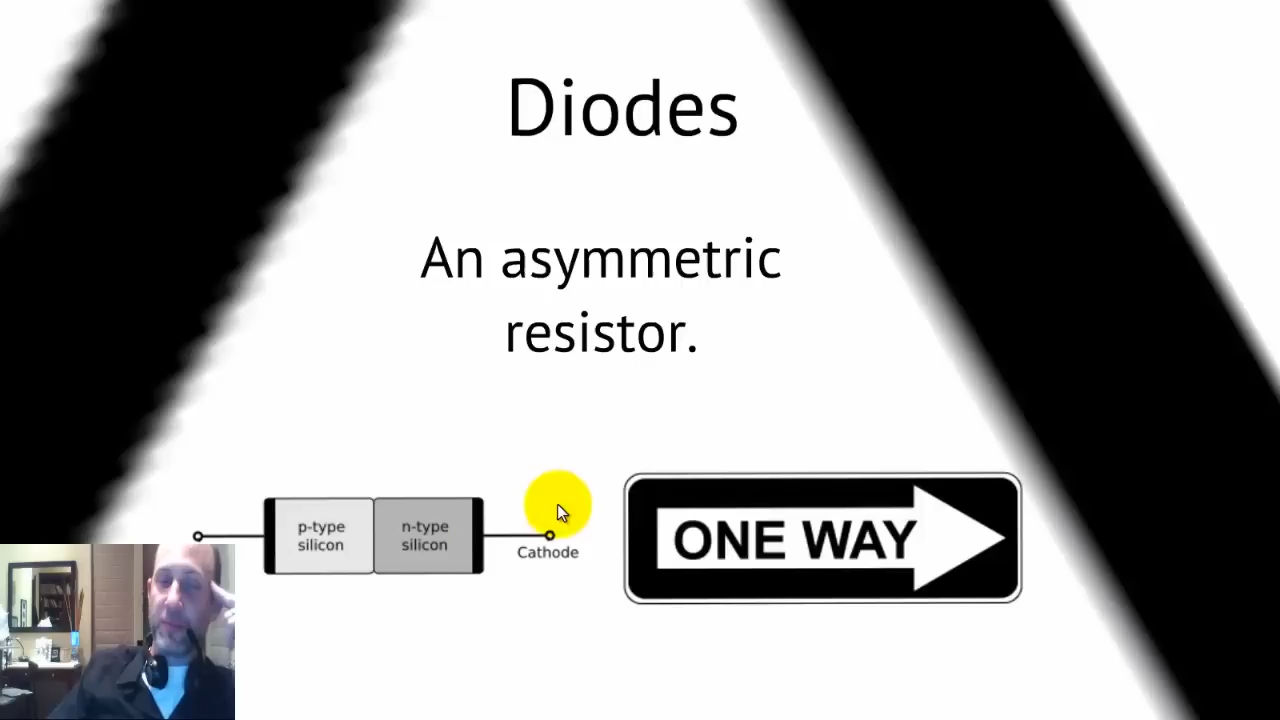 Diodes
An asymmetric
resistor.
p-type
silicon
n-type
silicon
Cathode
ONE WAY